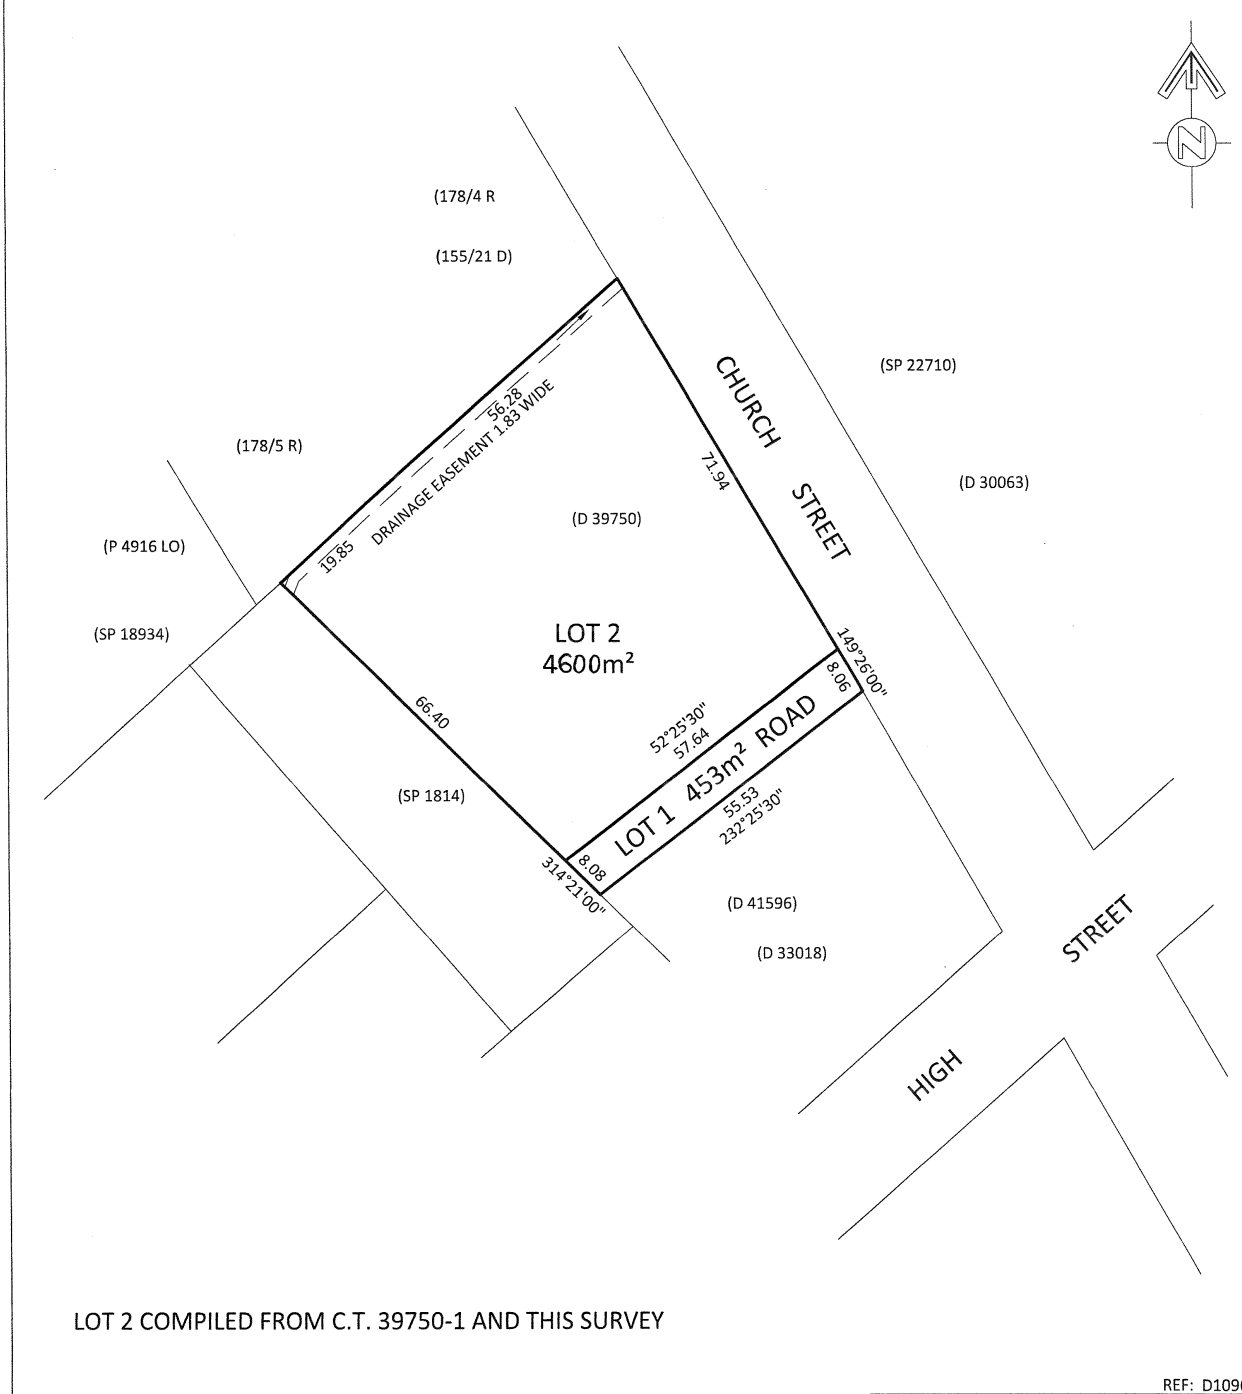 N
(178/4 R
(155/21 D)
CHURCH STREET
(SP 22710)
56.28
DRAINAGE EASEMENT 1.83 WIDE
(178/5 R)
71.94
(D 30063)
(D 39750)
(P 4916 LO)
19.85
(SP 18934)
LOT 2
4600m²
149°26'00"
8.06
66.40
52°25'30"
57.64
LOT 1 453m² ROAD
(SP 1814)
55.53
232°25'30"
8.08
314°21'00"
(D 41596)
(D 33018)
HIGH STREET
LOT 2 COMPILED FROM C.T. 39750-1 AND THIS SURVEY
REF: D109